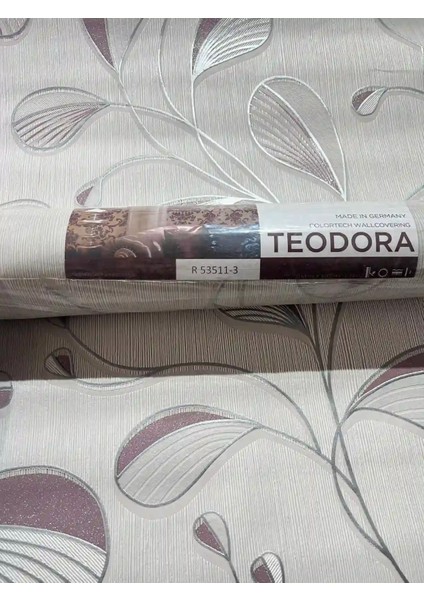 MADE IN GERMANY
COLORTECH WALLCOVERING
TEODORA
R 53511-3